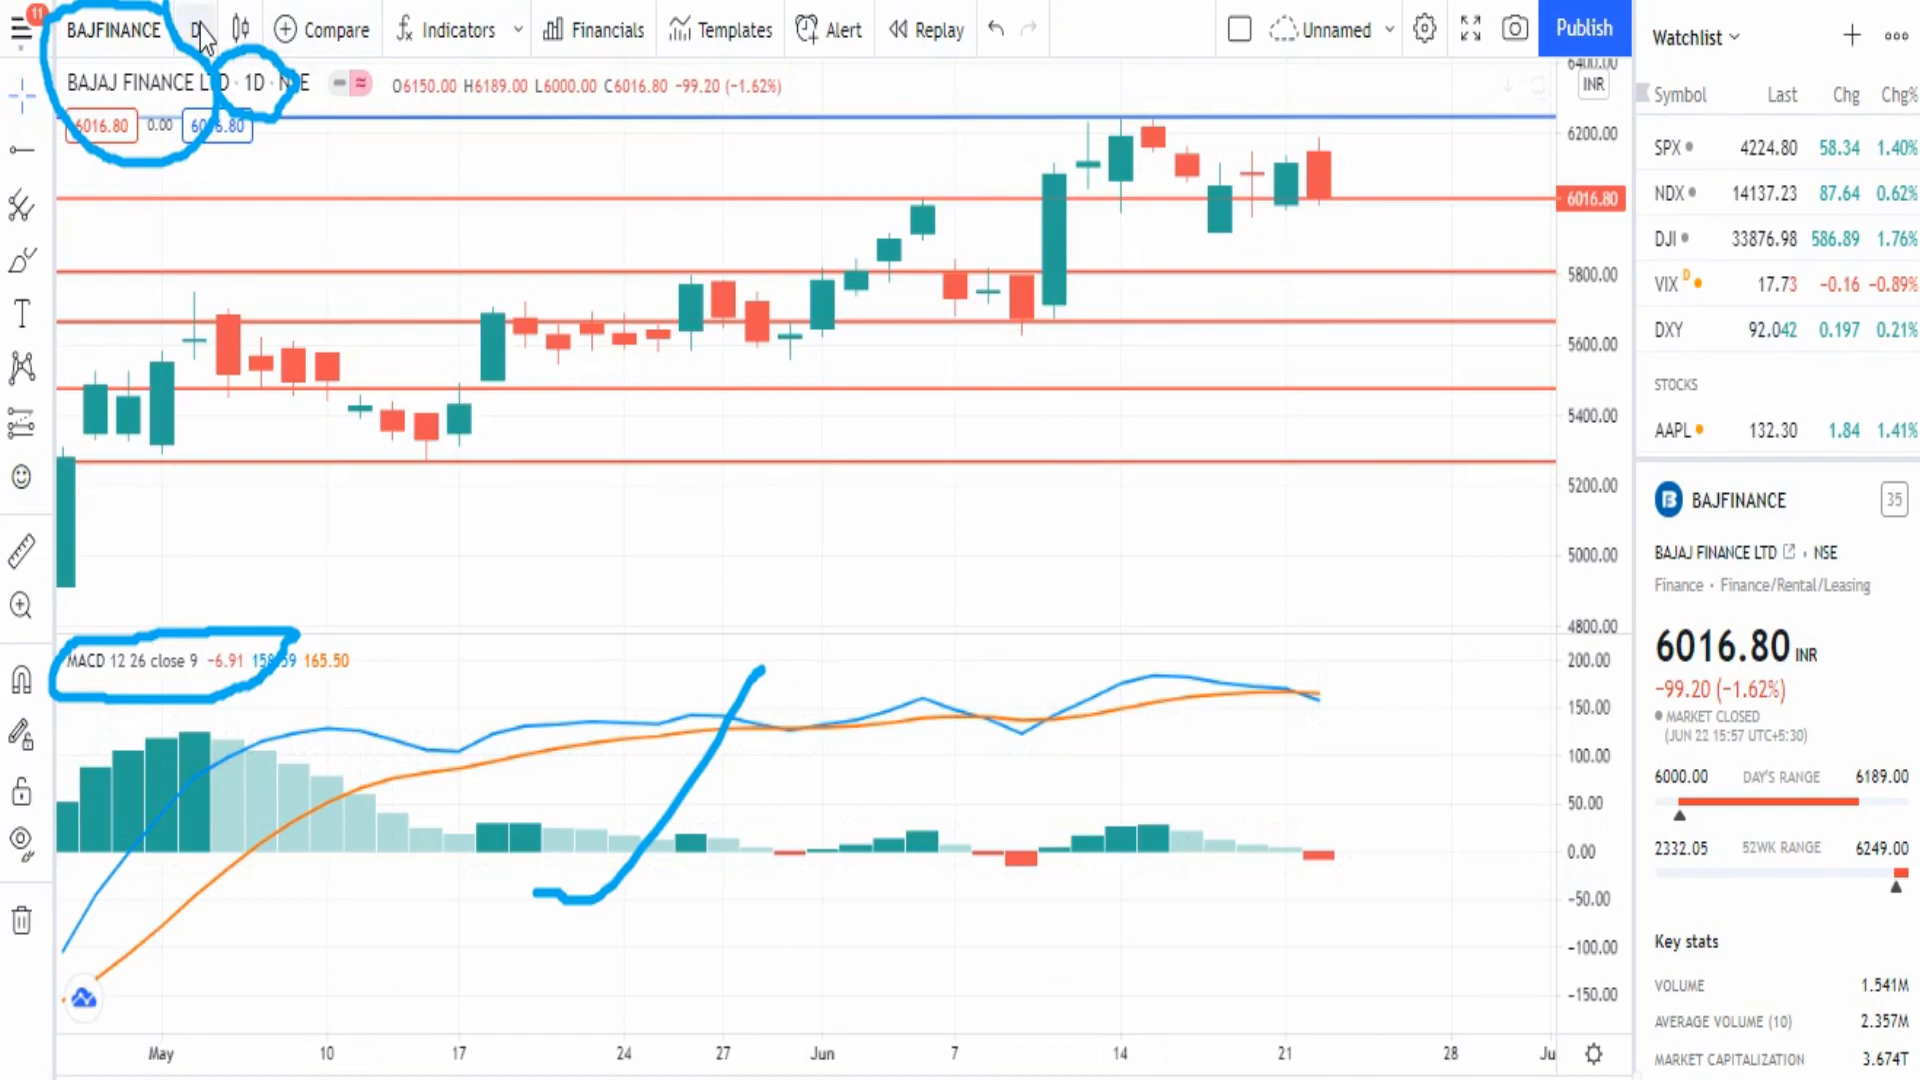 11
BAJFINANCE D Compare Indicators Financials Templates Alert Replay Unnamed Publish
BAJAJ FINANCE LTD · 1D · NSE O6150.00 H6189.00 L6000.00 C6016.80 −99.20 (−1.62%)
6016.80 0.00 6016.80
INR
6400.00
6200.00
6016.80
5800.00
5600.00
5400.00
5200.00
5000.00
4800.00
MACD 12 26 close 9 −6.91 158.59 165.50
200.00
150.00
100.00
50.00
0.00
−50.00
−100.00
−150.00
May 10 17 24 27 Jun 7 14 21 28 Ju
Watchlist
Symbol Last Chg Chg%
SPX 4224.80 58.34 1.40%
NDX 14137.23 87.64 0.62%
DJI 33876.98 586.89 1.76%
VIX D 17.73 −0.16 −0.89%
DXY 92.042 0.197 0.21%
STOCKS
AAPL 132.30 1.84 1.41%
B BAJFINANCE 35
BAJAJ FINANCE LTD · NSE
Finance · Finance/Rental/Leasing
6016.80 INR
−99.20 (−1.62%)
MARKET CLOSED
(JUN 22 15:57 UTC+5:30)
6000.00 DAY'S RANGE 6189.00
2332.05 52WK RANGE 6249.00
Key stats
VOLUME 1.541M
AVERAGE VOLUME (10) 2.357M
MARKET CAPITALIZATION 3.674T